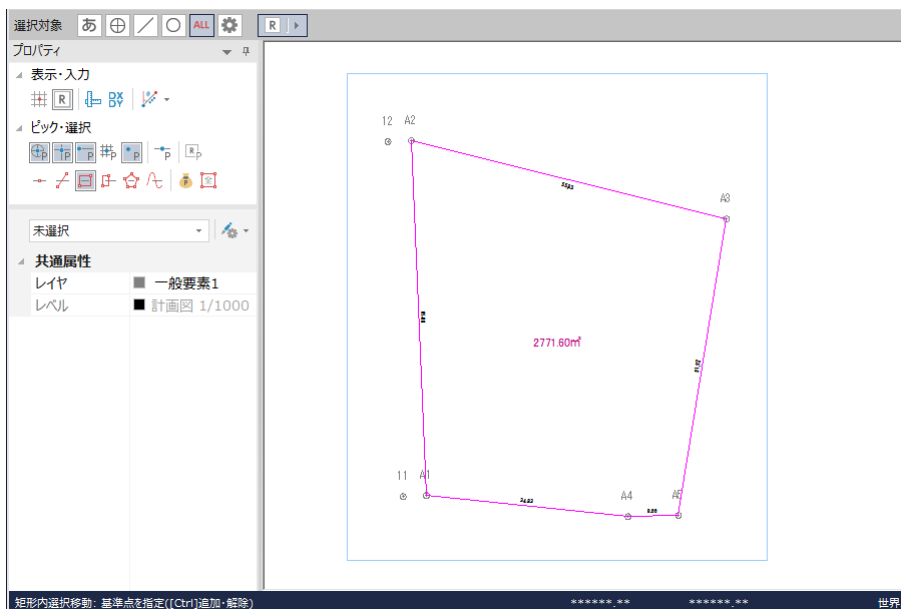 選択対象 あ ALL R
プロパティ
表示・入力
R DX DY
ピック・選択
P P P P P P R P
P 全
未選択
共通属性
レイヤ 一般要素1
レベル 計画図 1/1000
12 A2
A3
2771.60㎡
11 A1
A4
矩形内選択移動: 基準点を指定([Ctrl]追加・解除) ******.** ******.** 世界